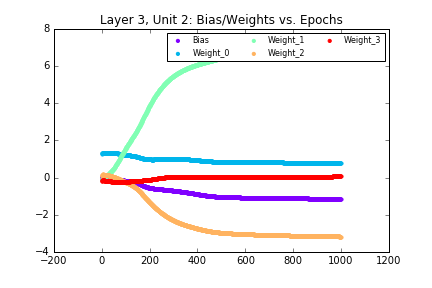 Layer 3, Unit 2: Bias/Weights vs. Epochs
8
Bias Weight_1 Weight_3
Weight_0 Weight_2
6
4
2
0
−2
−4
−200 0 200 400 600 800 1000 1200